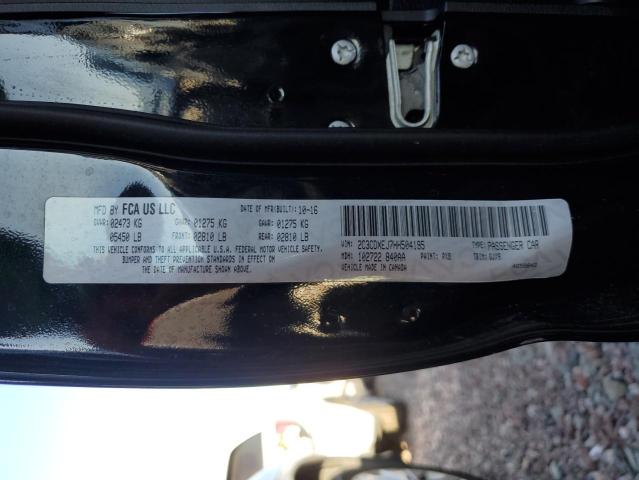 MFD BY FCA US LLC
DATE OF MFR(BUILT): 10-16
GVWR: 02473 KG GAWR: 01275 KG GAWR: 01275 KG
05450 LB FRONT: 02810 LB REAR: 02810 LB
THIS VEHICLE CONFORMS TO ALL APPLICABLE U.S.A. FEDERAL MOTOR VEHICLE SAFETY,
BUMPER AND THEFT PREVENTION STANDARDS IN EFFECT ON
THE DATE OF MANUFACTURE SHOWN ABOVE.
VIN: 2C3CDXEJ7HH504195 TYPE: PASSENGER CAR
MDH: 102722 840AA PAINT: PX8
VEHICLE MADE IN CANADA